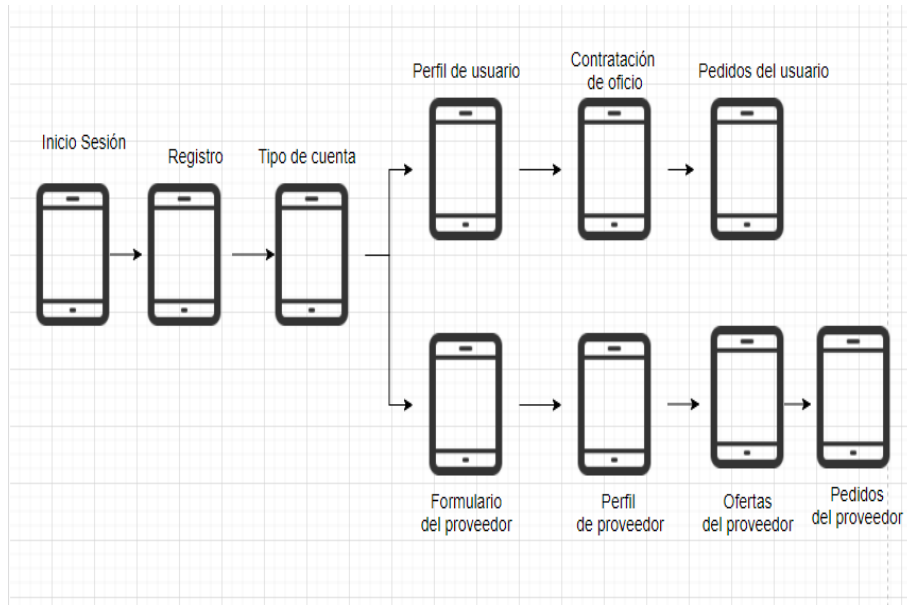 Perfil de usuario
Contratación
de oficio
Pedidos del usuario
Inicio Sesión
Registro
Tipo de cuenta
Formulario
del proveedor
Perfil
de proveedor
Ofertas
del proveedor
Pedidos
del proveedor